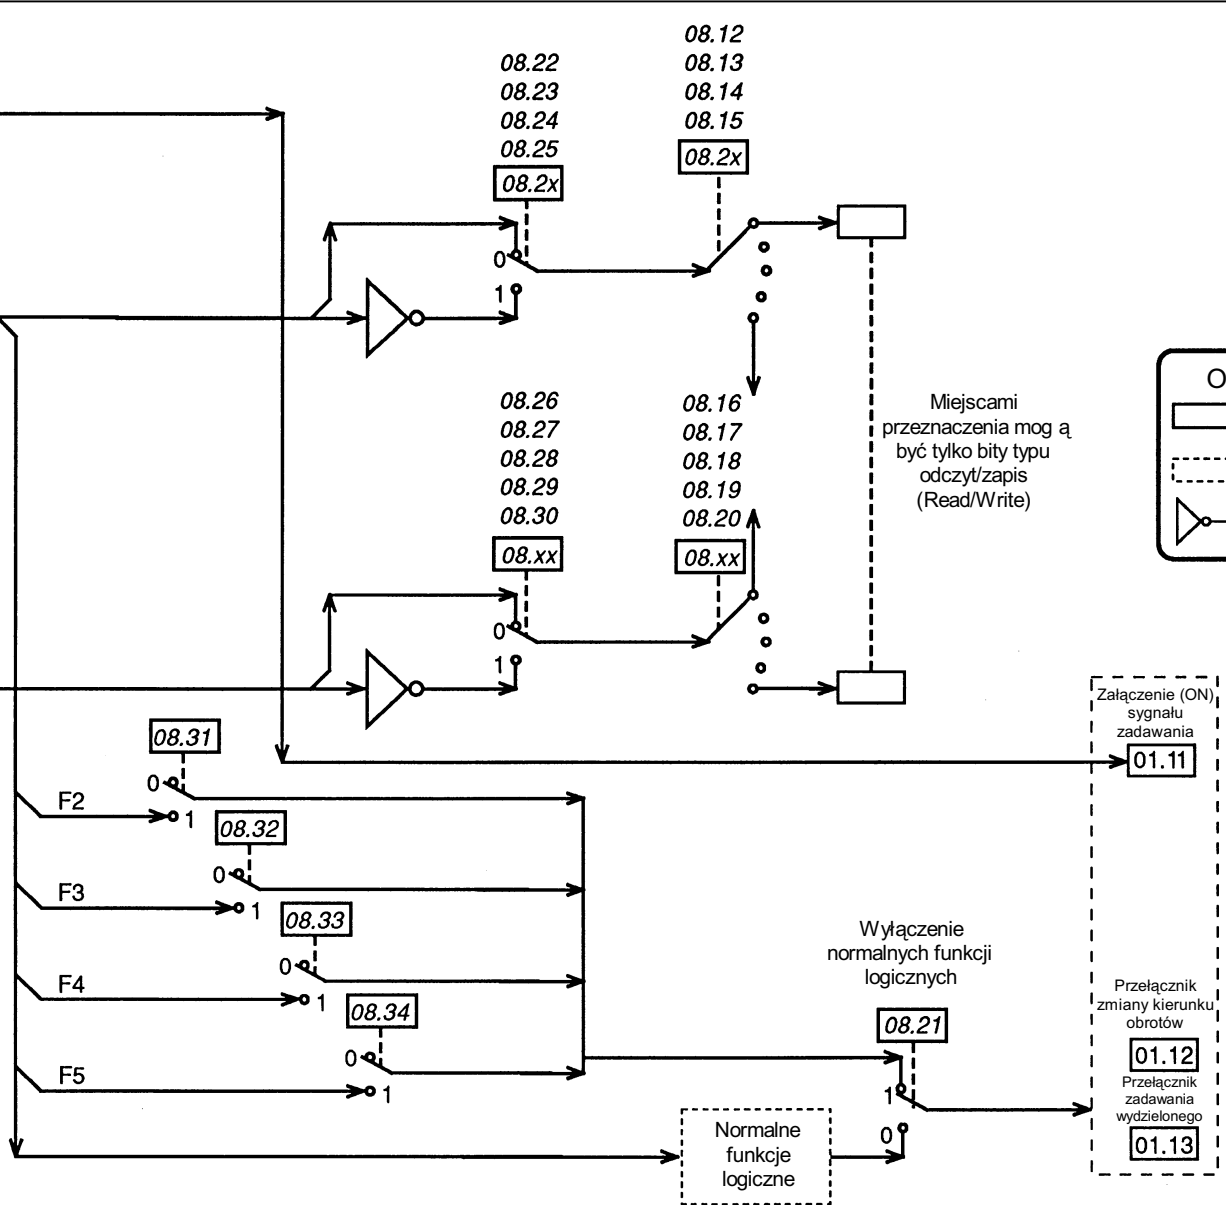 08.12
08.22
08.13
08.23
08.14
08.24
08.15
08.25
08.2x
08.2x
0
1
O
08.26
08.16
Miejscami
08.27
08.17
przeznaczenia mog ą
08.28
08.18
być tylko bity typu
08.29
08.19
odczyt/zapis
08.30
08.20
(Read/Write)
08.xx
08.xx
0
1
Załączenie (ON)
sygnału
zadawania
01.11
08.31
0
F2
1
08.32
0
F3
1
08.33
0
F4
1
08.34
0
F5
1
Wyłączenie
normalnych funkcji
logicznych
08.21
1
0
Przełącznik
zmiany kierunku
obrotów
01.12
Przełącznik
zadawania
wydzielonego
01.13
Normalne
funkcje
logiczne